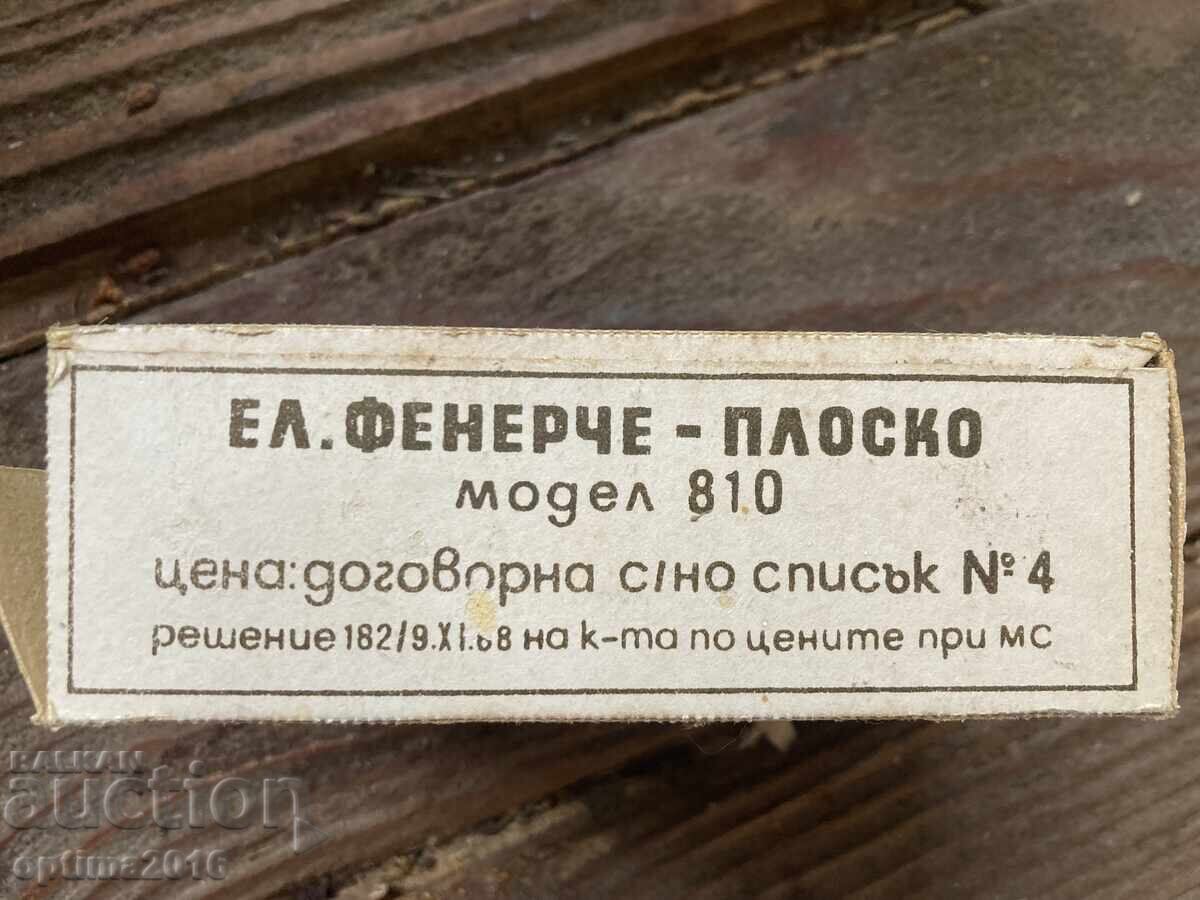 ЕЛ. ФЕНЕРЧЕ - ПЛОСКО
модел 810
цена: договорна с/но списък № 4
решение 182/9.XI.68 на к-та по цените при МС
BALKAN
auction
optima2016